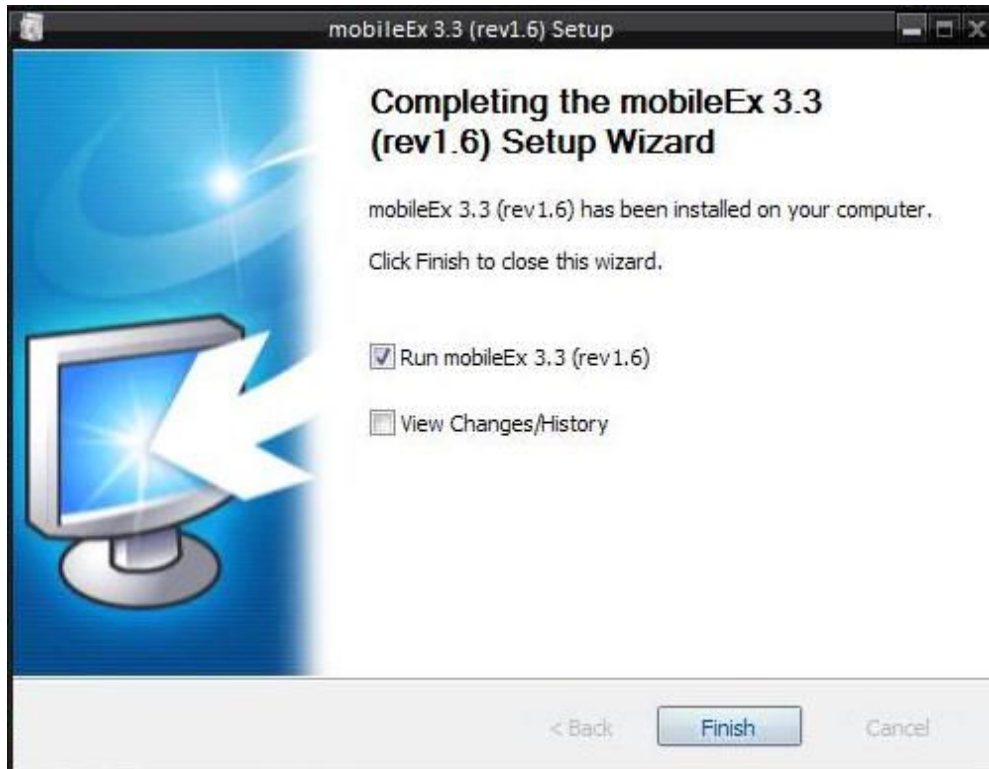 mobileEx 3.3 (rev1.6) Setup
Completing the mobileEx 3.3
(rev1.6) Setup Wizard
mobileEx 3.3 (rev1.6) has been installed on your computer.
Click Finish to close this wizard.
Run mobileEx 3.3 (rev1.6)
View Changes/History
< Back Finish Cancel